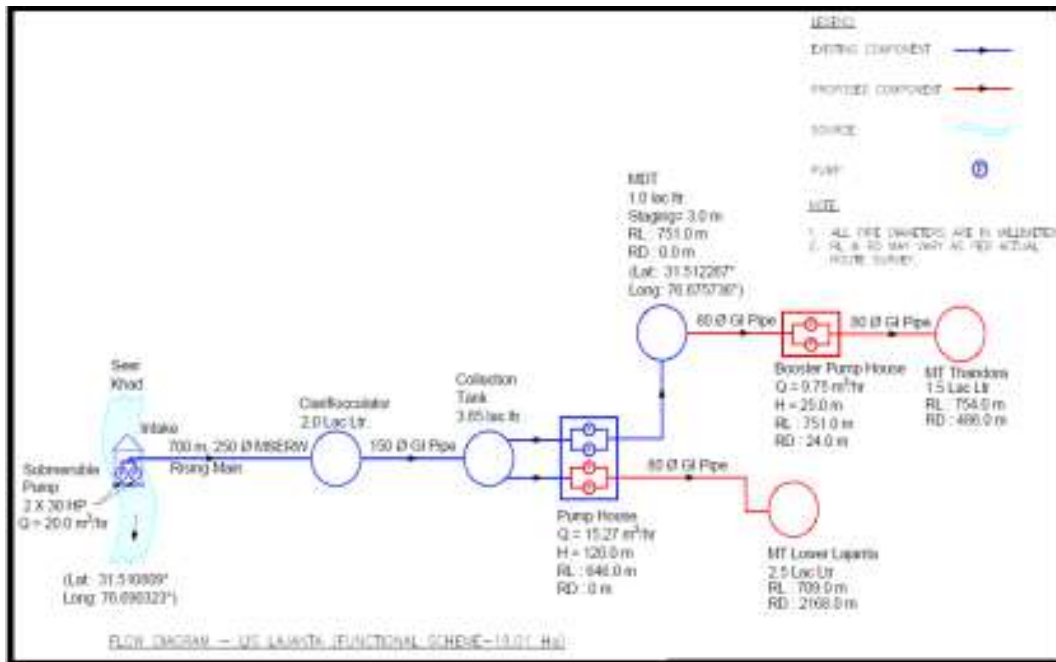 LEGEND
EXISTING COMPONENT
PROPOSED COMPONENT
SOURCE
PUMP
NOTE
1. ALL PIPE DIAMETERS ARE IN MILLIMETER
2. RL & RD MAY VARY AS PER ACTUAL
ROUTE SURVEY.
MDT
1.0 lac ltr
Staging= 3.0 m
RL : 751.0 m
RD : 0.0 m
(Lat: 31.512267°
Long: 76.675736°)
80 Ø GI Pipe
80 Ø GI Pipe
Booster Pump House
Q = 9.75 m³/hr
H = 25.0 m
RL : 751.0 m
RD : 24.0 m
MT Thandora
1.5 Lac Ltr
RL : 754.0 m
RD : 486.0 m
Seer
Khad
Intake
700 m, 250 Ø MSERW
Rising Main
Submersible
Pump
2 X 30 HP
Q = 20.0 m³/hr
Clariflocculator
2.0 Lac Ltr.
150 Ø GI Pipe
Collection
Tank
3.65 lac ltr
80 Ø GI Pipe
Pump House
Q = 15.27 m³/hr
H = 126.0 m
RL : 646.0 m
RD : 0 m
MT Lower Lajanta
2.5 Lac Ltr
RL : 709.0 m
RD : 2168.0 m
(Lat: 31.510809°
Long: 76.690323°)
FLOW DIAGRAM - LIS LAJANTA (FUNCTIONAL SCHEME-19.01 Ha)